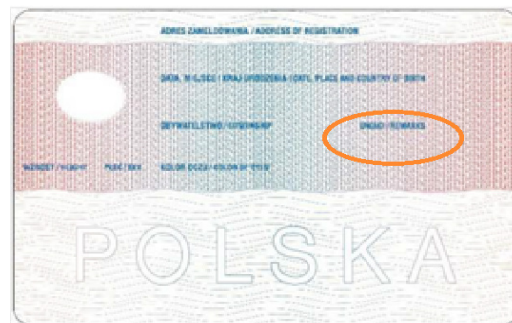 ADRES ZAMELDOWANIA / ADDRESS OF REGISTRATION
DATA, MIEJSCE I KRAJ URODZENIA / DATE, PLACE AND COUNTRY OF BIRTH
OBYWATELSTWO / CITIZENSHIP UWAGI / REMARKS
WZROST / HEIGHT PŁEĆ / SEX KOLOR OCZU / COLOR OF EYES
POLSKA